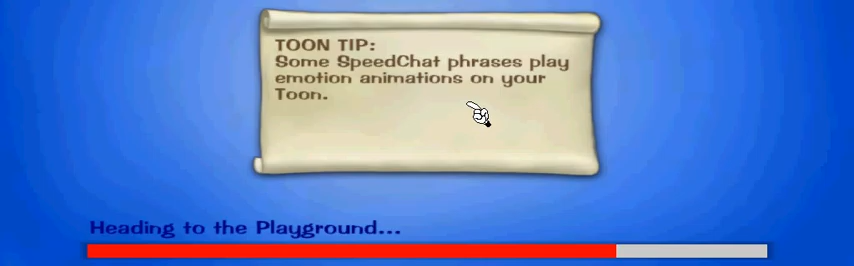 TOON TIP:
Some SpeedChat phrases play
emotion animations on your
Toon.
Heading to the Playground...